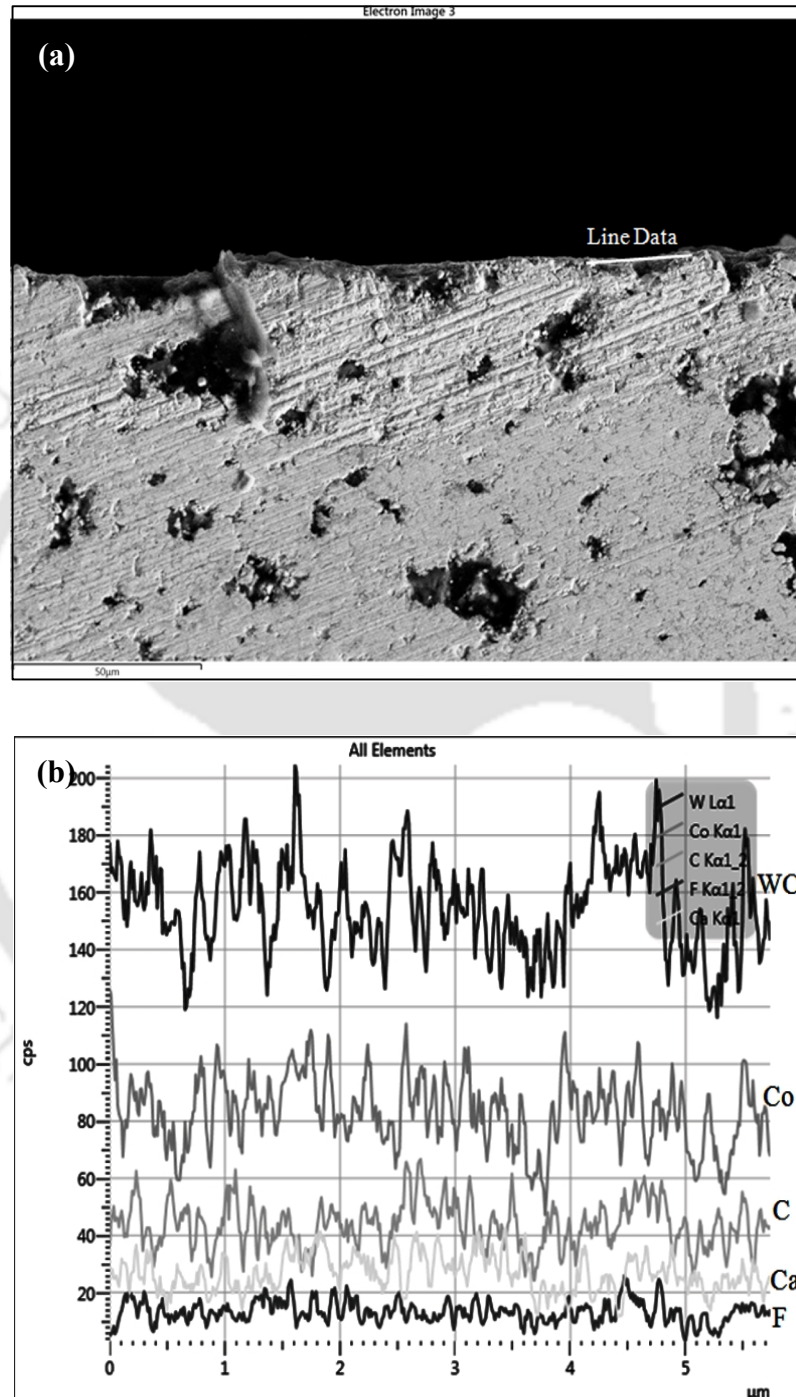 Electron Image 3
(a)
Line Data
50µm
(b)
All Elements
200
180
160
140
120
100
80
60
40
20
cps
W Lα1
Co Kα1
C Kα1_2
F Kα1_2
Ca Kα1
WC
Co
C
Ca
F
0
1
2
3
4
5
µm